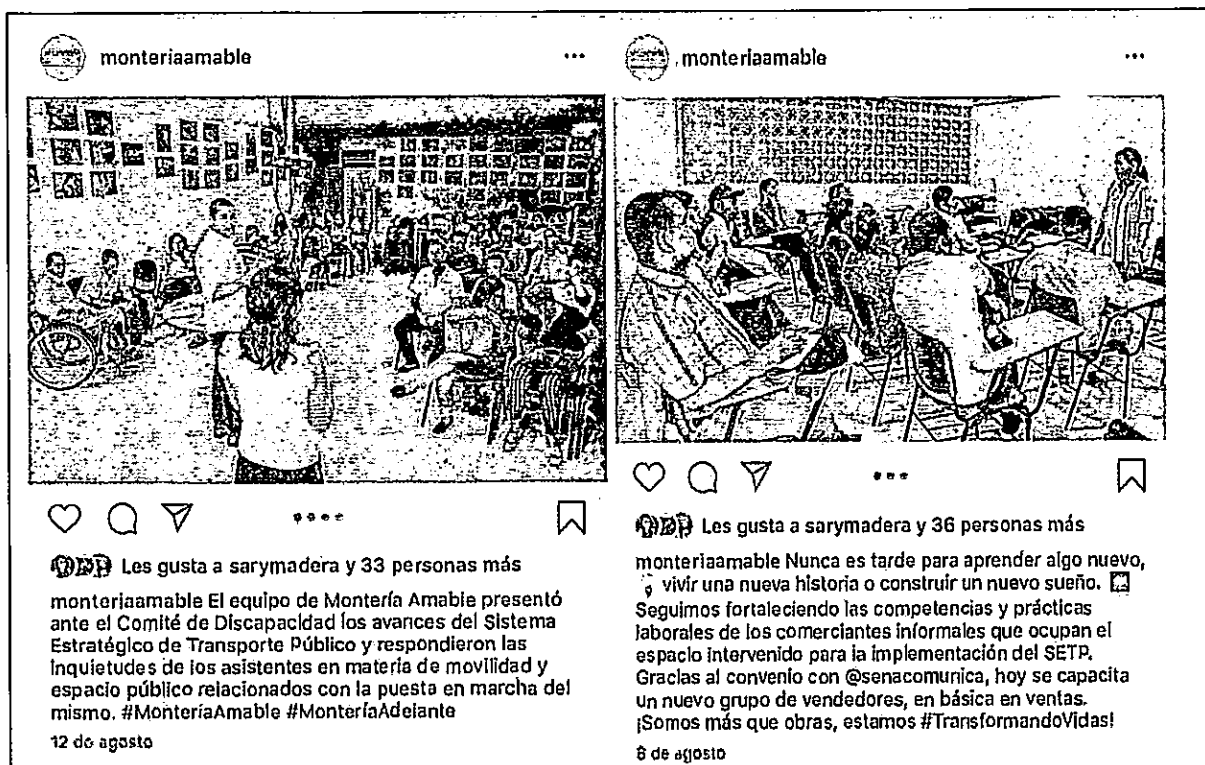 monteriaamable
Les gusta a sarymadera y 33 personas más
monteriaamable El equipo de Montería Amable presentó
ante el Comité de Discapacidad los avances del Sistema
Estratégico de Transporte Público y respondieron las
inquietudes de los asistentes en materia de movilidad y
espacio público relacionados con la puesta en marcha del
mismo. #MonteríaAmable #MonteríaAdelante
12 de agosto
monteriaamable
Les gusta a sarymadera y 36 personas más
monteriaamable Nunca es tarde para aprender algo nuevo,
vivir una nueva historia o construir un nuevo sueño.
Seguimos fortaleciendo las competencias y prácticas
laborales de los comerciantes informales que ocupan el
espacio intervenido para la implementación del SETP.
Gracias al convenio con @senacomunica, hoy se capacita
un nuevo grupo de vendedores, en básica en ventas.
¡Somos más que obras, estamos #TransformandoVidas!
8 de agosto